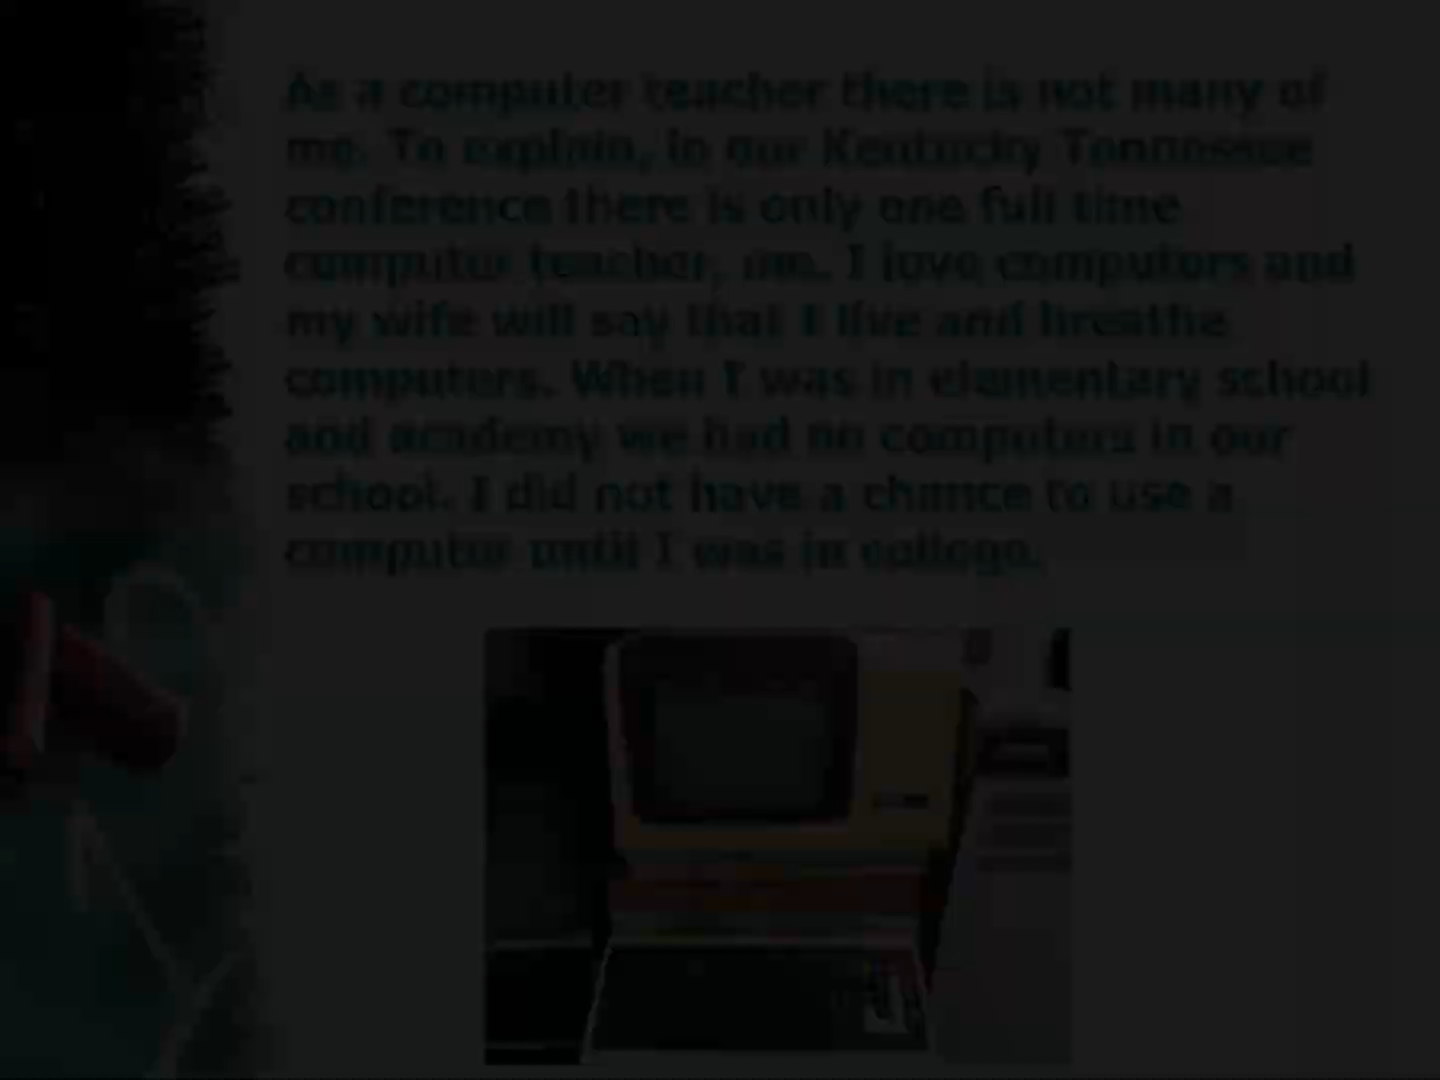 As a computer teacher there is not many of
me. To explain, in our Kentucky Tennessee
conference there is only one full time
computer teacher, me. I love computers and
my wife will say that I live and breathe
computers. When I was in elementary school
and academy we had no computers in our
school. I did not have a chance to use a
computer until I was in college.